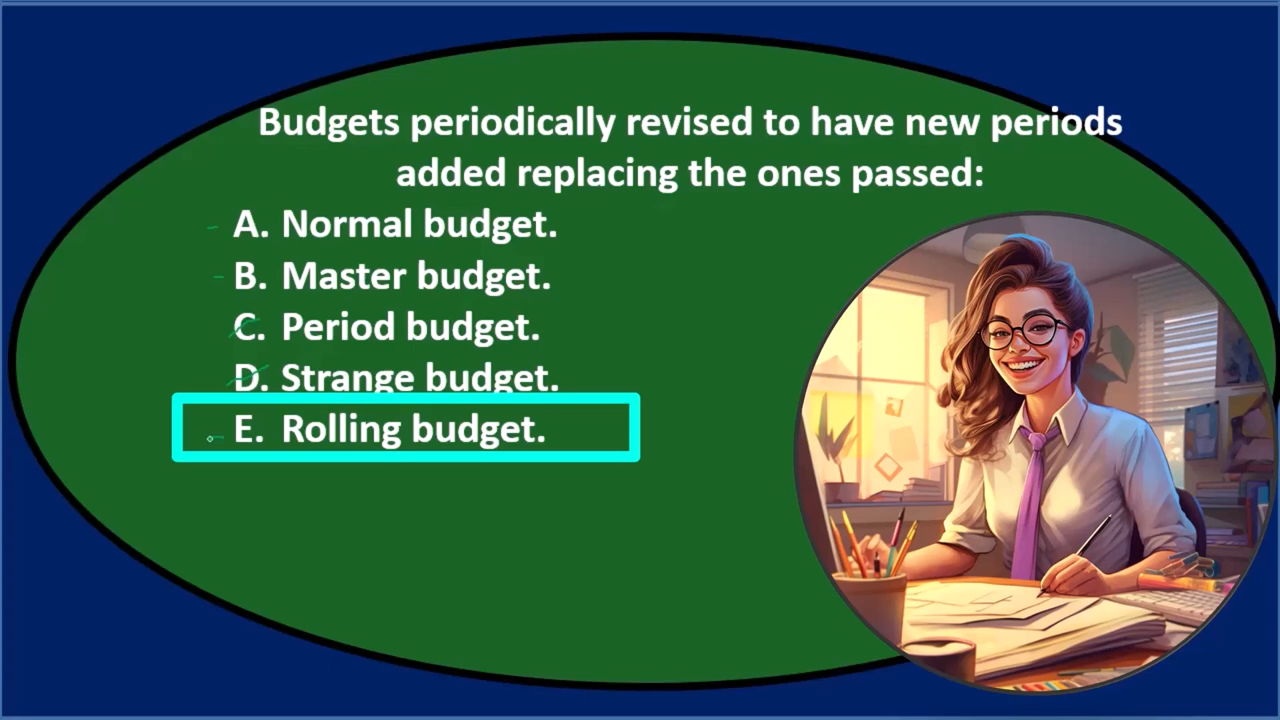 Budgets periodically revised to have new periods
added replacing the ones passed:
A. Normal budget.
B. Master budget.
C. Period budget.
D. Strange budget.
E. Rolling budget.